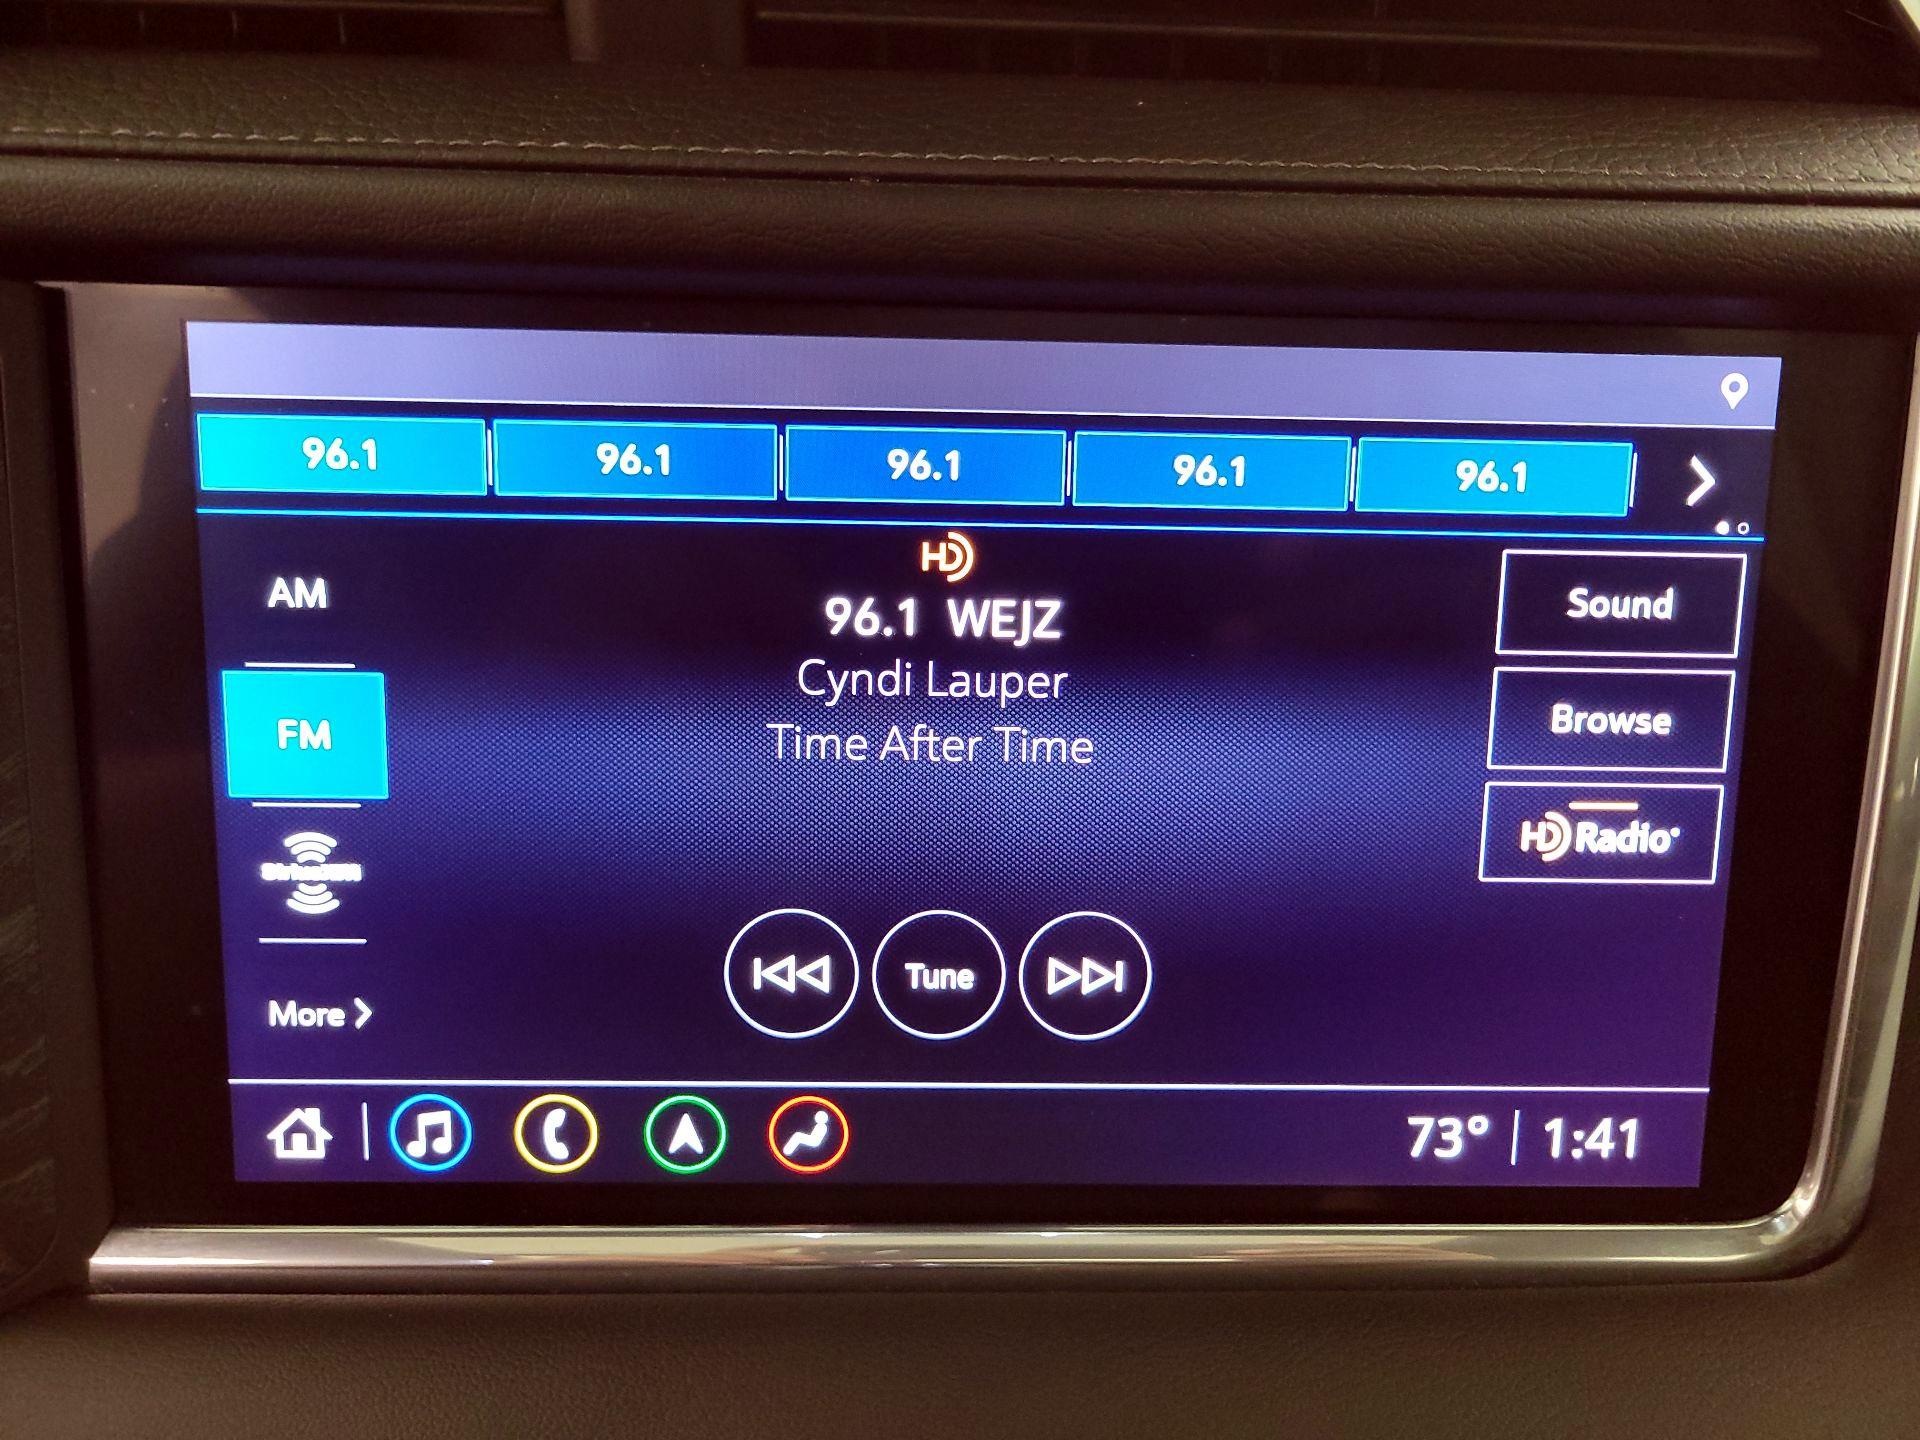 96.1 96.1 96.1 96.1 96.1
HD
96.1 WEJZ
Cyndi Lauper
Time After Time
AM
FM
More
Sound
Browse
HD Radio
Tune
73° 1:41